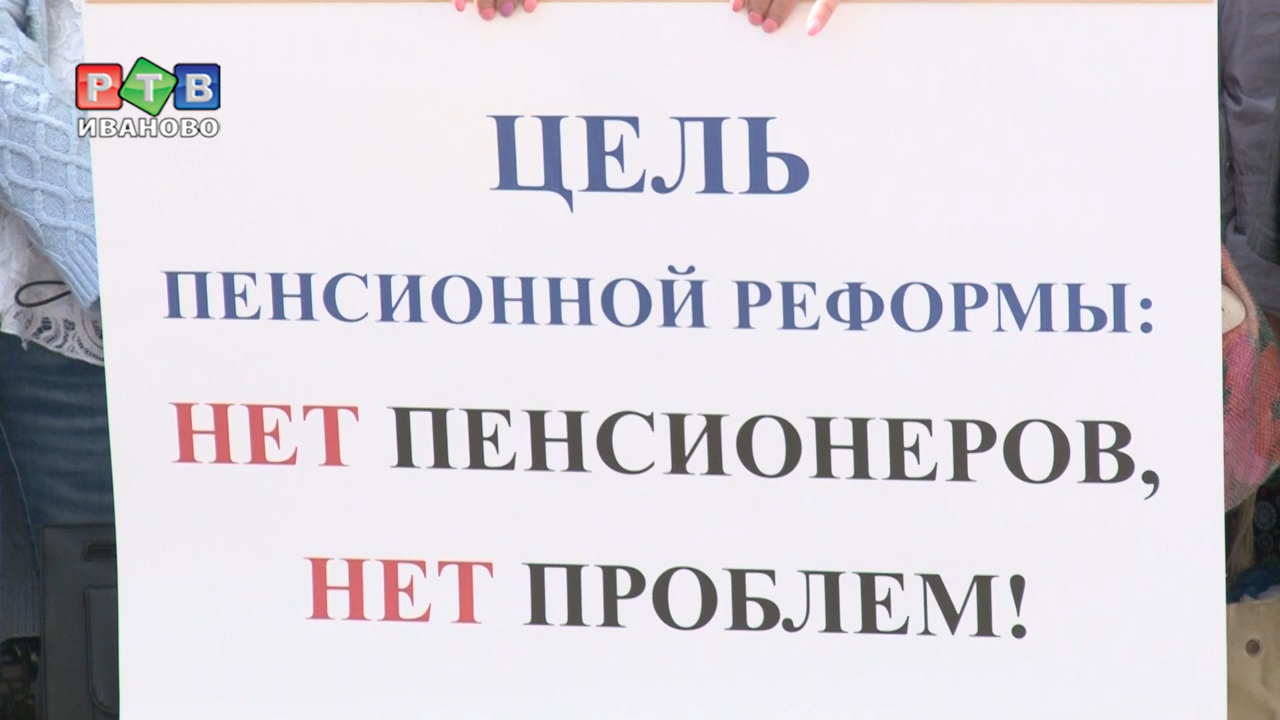 РТВ
ИВАНОВО
ЦЕЛЬ
ПЕНСИОННОЙ РЕФОРМЫ:
НЕТ ПЕНСИОНЕРОВ,
НЕТ ПРОБЛЕМ!